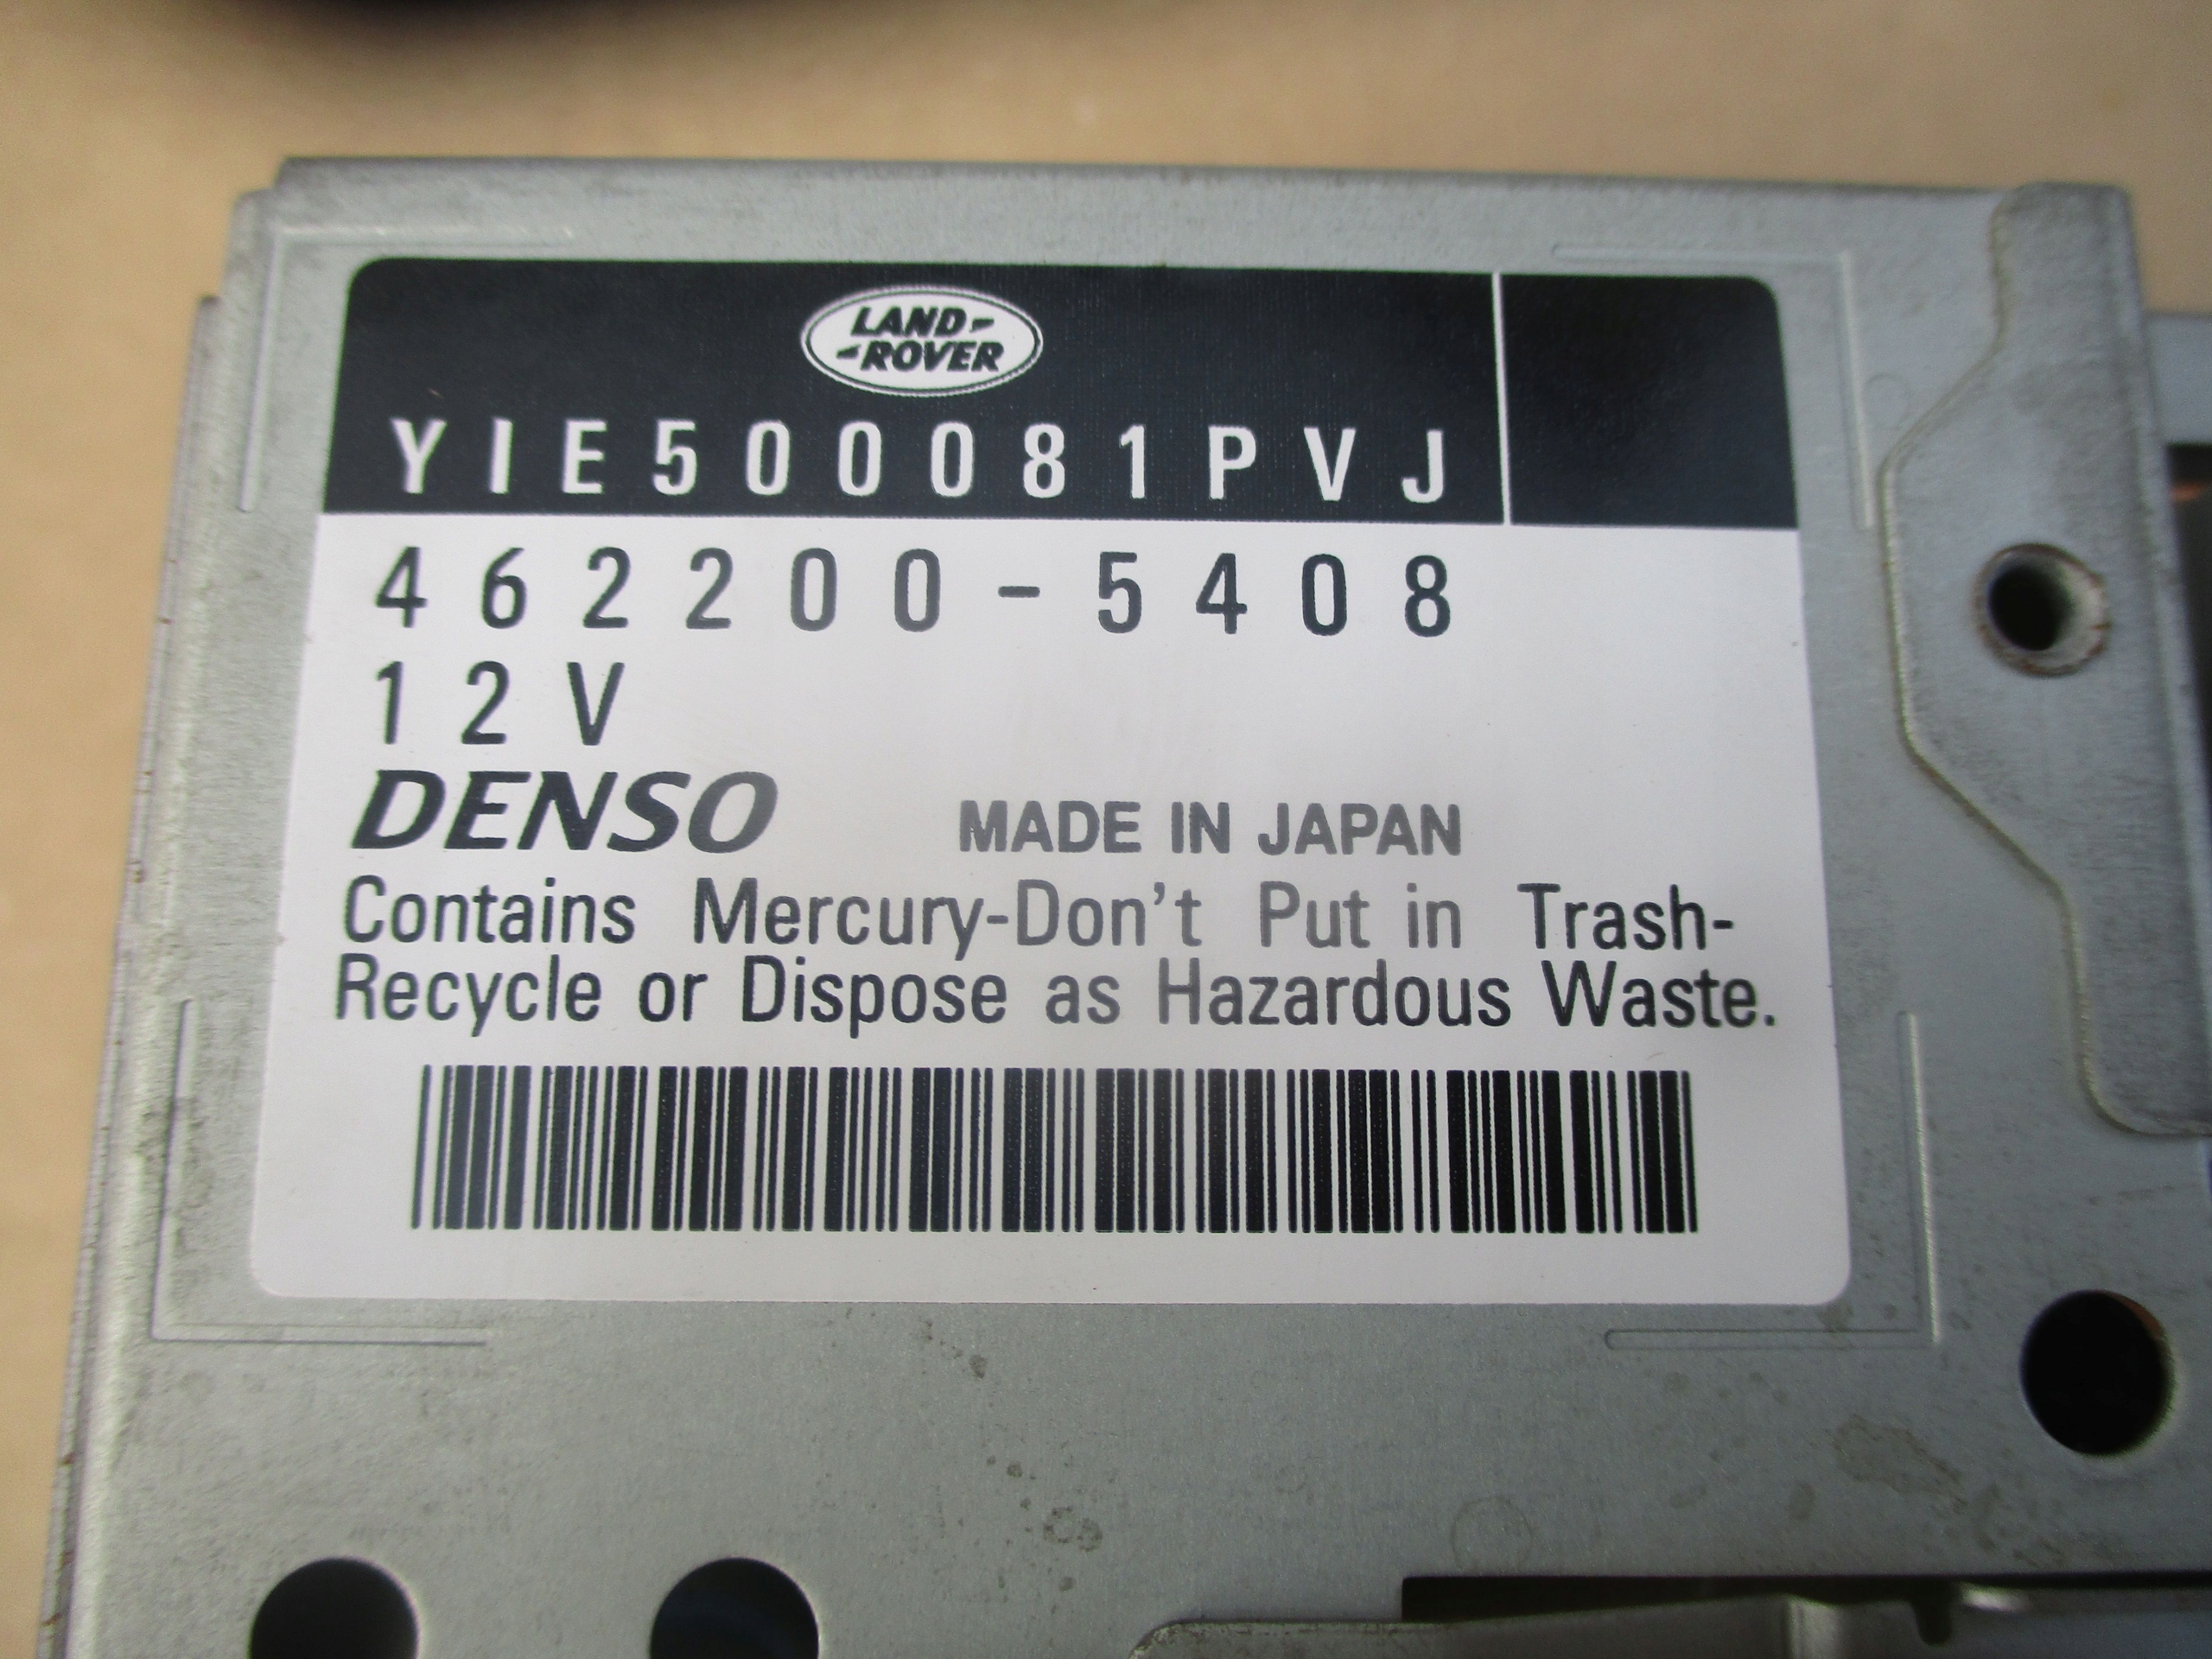 LAND-
-ROVER
YIE500081PVJ
462200-5408
12V
DENSO MADE IN JAPAN
Contains Mercury-Don't Put in Trash-
Recycle or Dispose as Hazardous Waste.